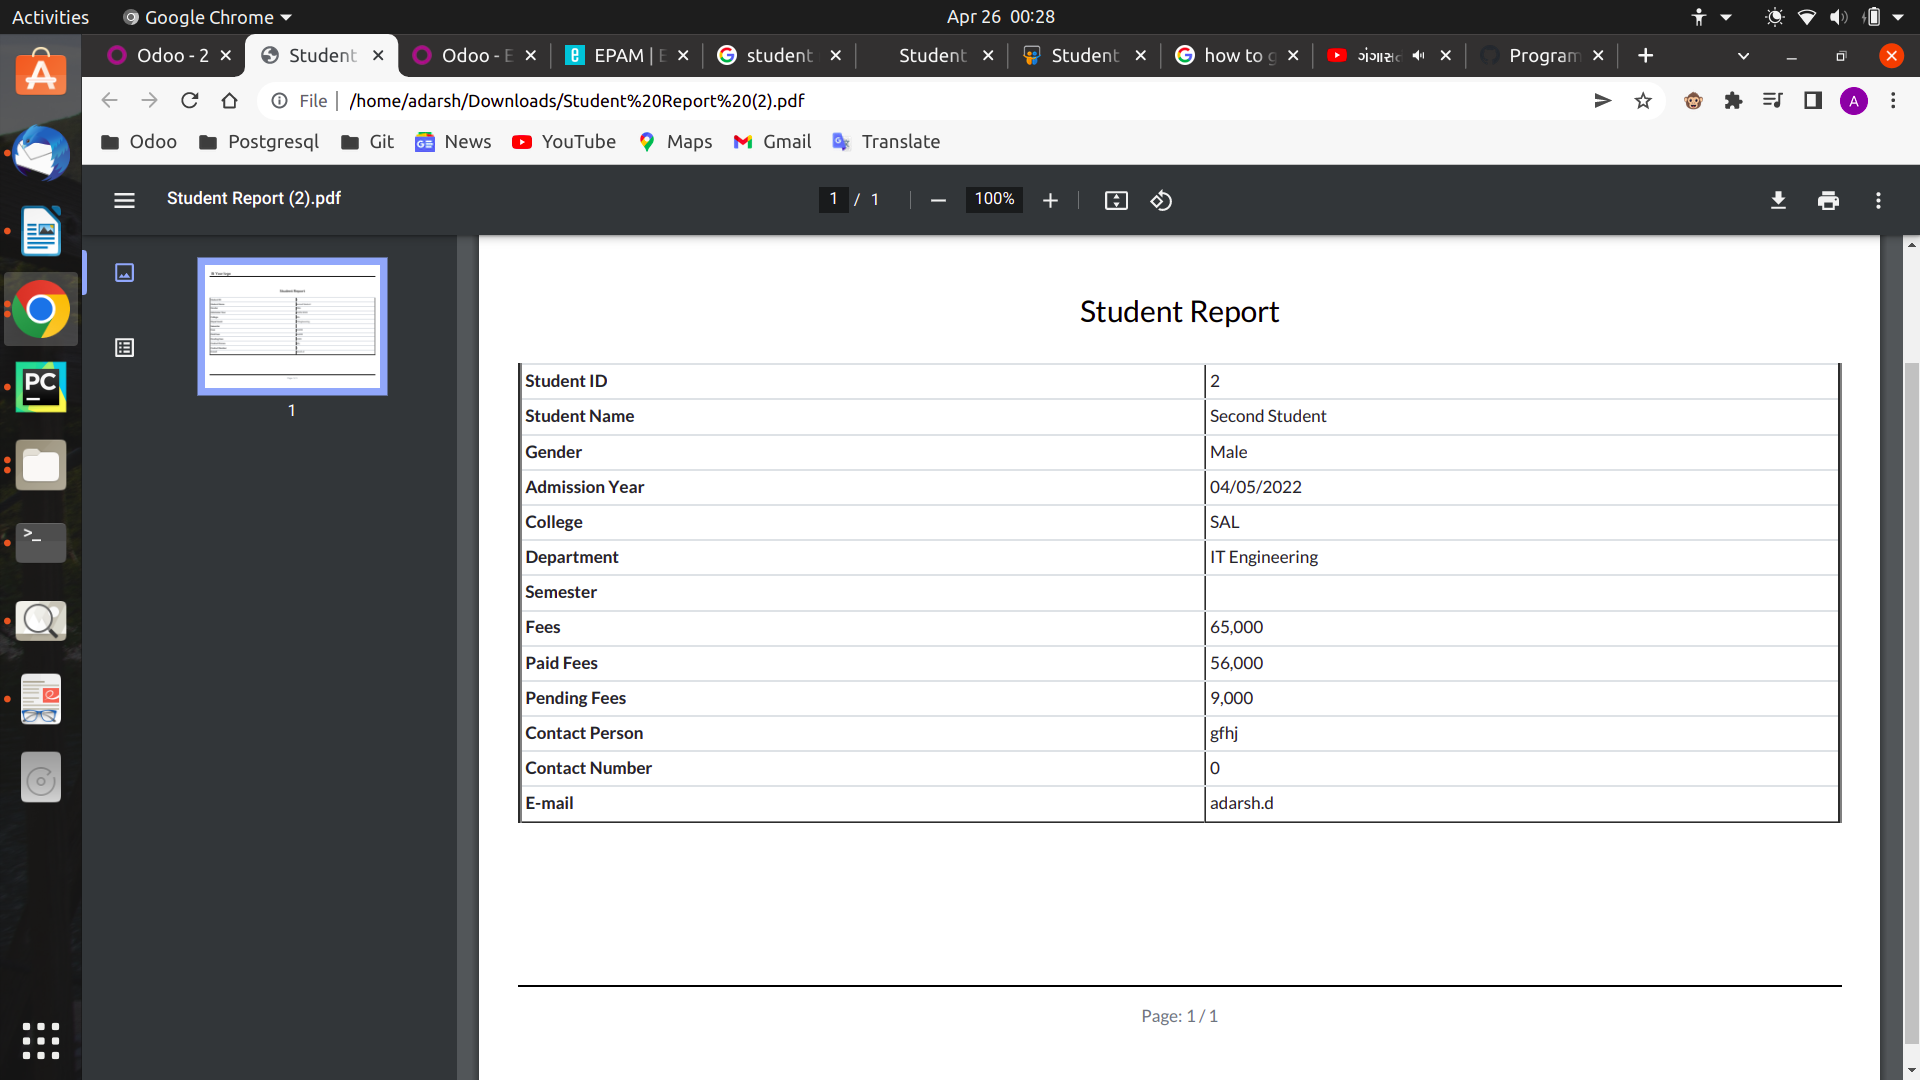 Activities Google Chrome Apr 26 00:28
Odoo - 2 Student Odoo - E EPAM | E student Student Student how to g Program
File /home/adarsh/Downloads/Student%20Report%20(2).pdf A
Odoo Postgresql Git News YouTube Maps Gmail Translate
Student Report (2).pdf 1 / 1 100%
1
Student Report
Student ID 2
Student Name Second Student
Gender Male
Admission Year 04/05/2022
College SAL
Department IT Engineering
Semester
Fees 65,000
Paid Fees 56,000
Pending Fees 9,000
Contact Person gfhj
Contact Number 0
E-mail adarsh.d
Page: 1 / 1